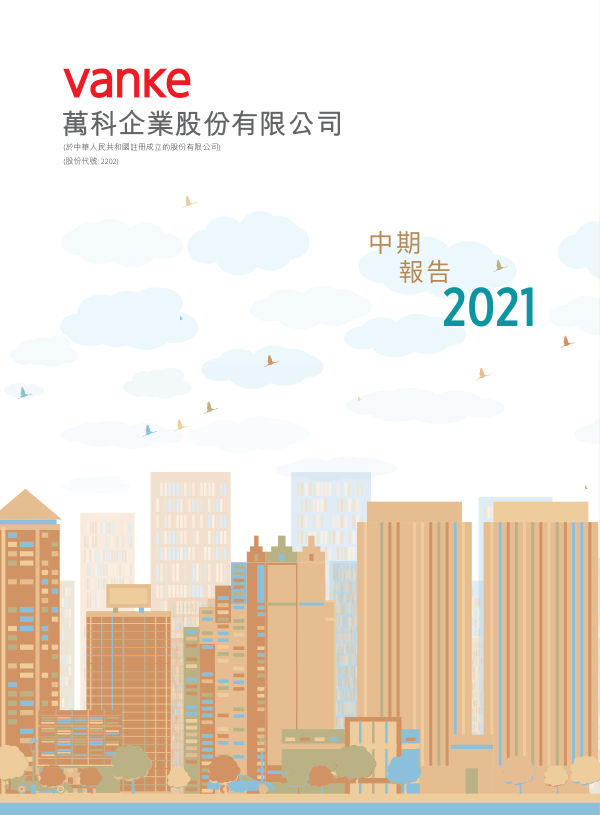 vanke
萬科企業股份有限公司
(於中華人民共和國註冊成立的股份有限公司)
(股份代號: 2202)
中期
報告
2021